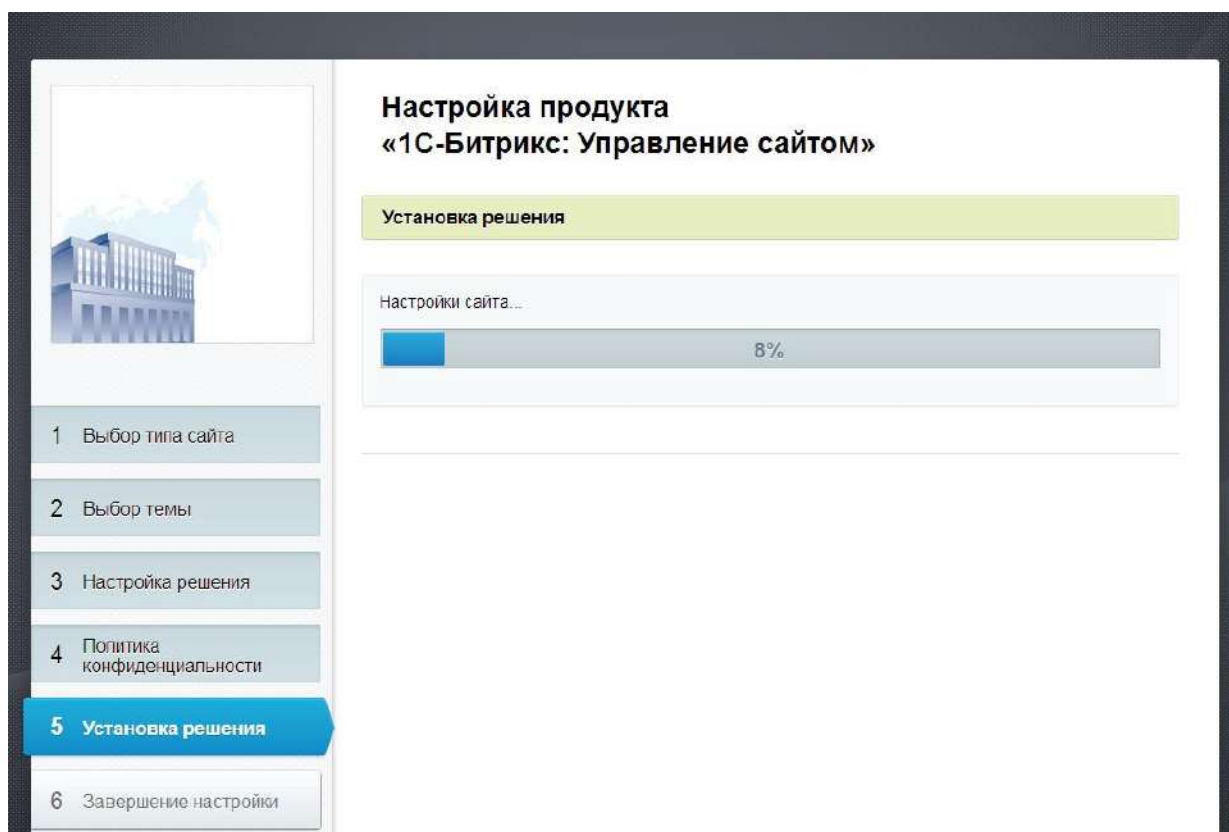 Настройка продукта
«1С-Битрикс: Управление сайтом»
Установка решения
Настройки сайта...
8%
1 Выбор типа сайта
2 Выбор темы
3 Настройка решения
4 Политика
конфиденциальности
5 Установка решения
6 Завершение настройки